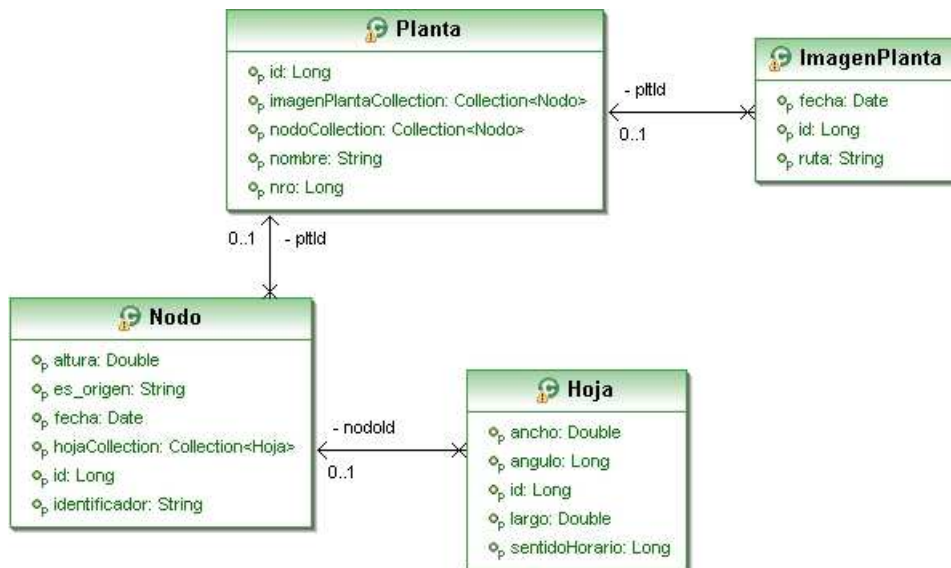 Planta
id: Long
imagenPlantaCollection: Collection<Nodo>
nodoCollection: Collection<Nodo>
nombre: String
nro: Long
- pltId
0..1
ImagenPlanta
fecha: Date
id: Long
ruta: String
0..1 - pltId
Nodo
altura: Double
es_origen: String
fecha: Date
hojaCollection: Collection<Hoja>
id: Long
identificador: String
- nodoId
0..1
Hoja
ancho: Double
angulo: Long
id: Long
largo: Double
sentidoHorario: Long